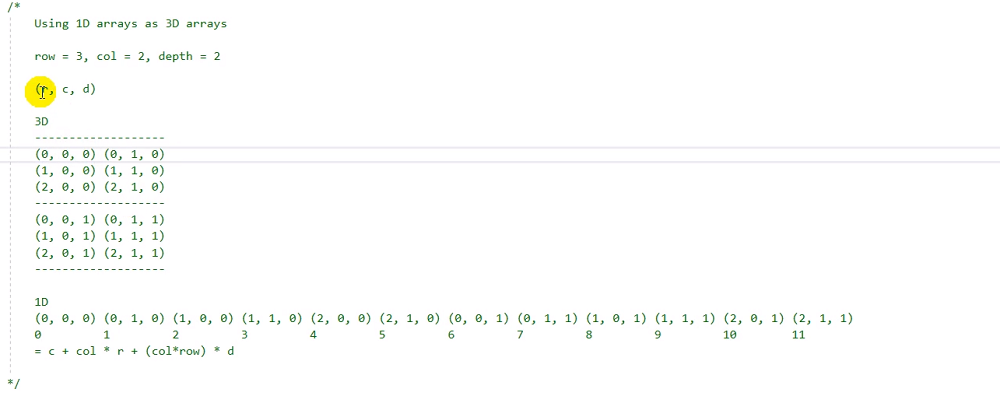 /*
Using 1D arrays as 3D arrays
row = 3, col = 2, depth = 2
(r, c, d)
3D
-------------------
(0, 0, 0) (0, 1, 0)
(1, 0, 0) (1, 1, 0)
(2, 0, 0) (2, 1, 0)
-------------------
(0, 0, 1) (0, 1, 1)
(1, 0, 1) (1, 1, 1)
(2, 0, 1) (2, 1, 1)
-------------------
1D
(0, 0, 0) (0, 1, 0) (1, 0, 0) (1, 1, 0) (2, 0, 0) (2, 1, 0) (0, 0, 1) (0, 1, 1) (1, 0, 1) (1, 1, 1) (2, 0, 1) (2, 1, 1)
0 1 2 3 4 5 6 7 8 9 10 11
= c + col * r + (col*row) * d
*/